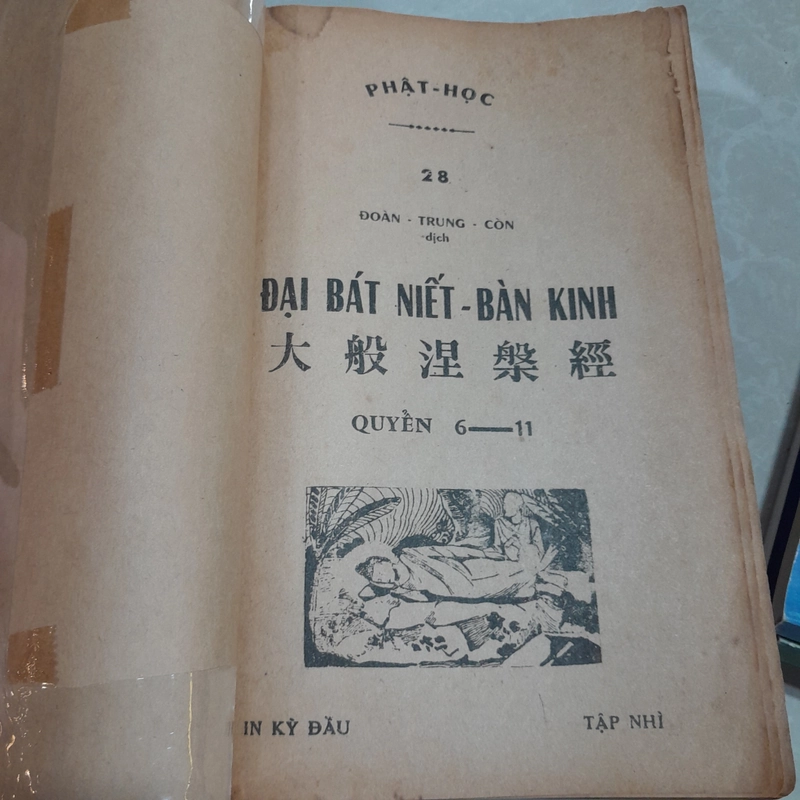 PHẬT-HỌC
28
ĐOÀN - TRUNG - CÒN
dịch
ĐẠI BÁT NIẾT-BÀN KINH
大般涅槃經
QUYỂN 6—11
IN KỲ ĐẦU
TẬP NHÌ